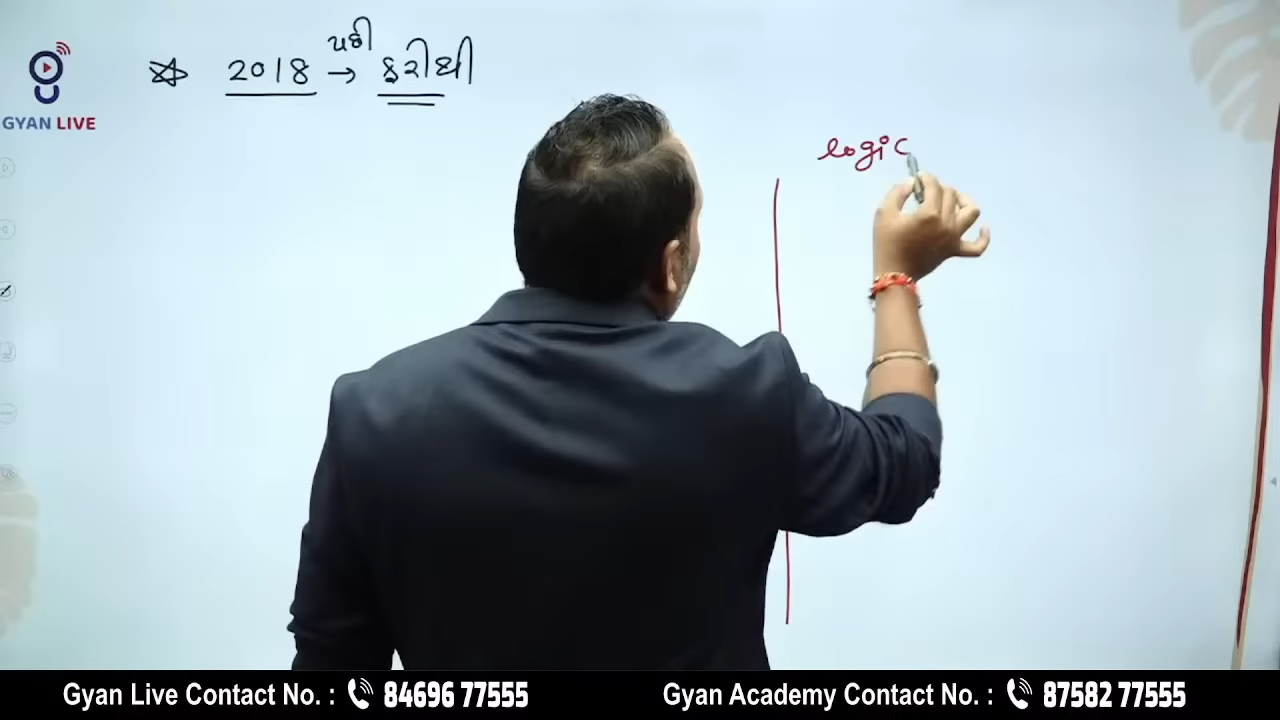 પછી
2018 → ફરીથી
GYAN LIVE
logic
Gyan Live Contact No. : 84696 77555
Gyan Academy Contact No. : 87582 77555